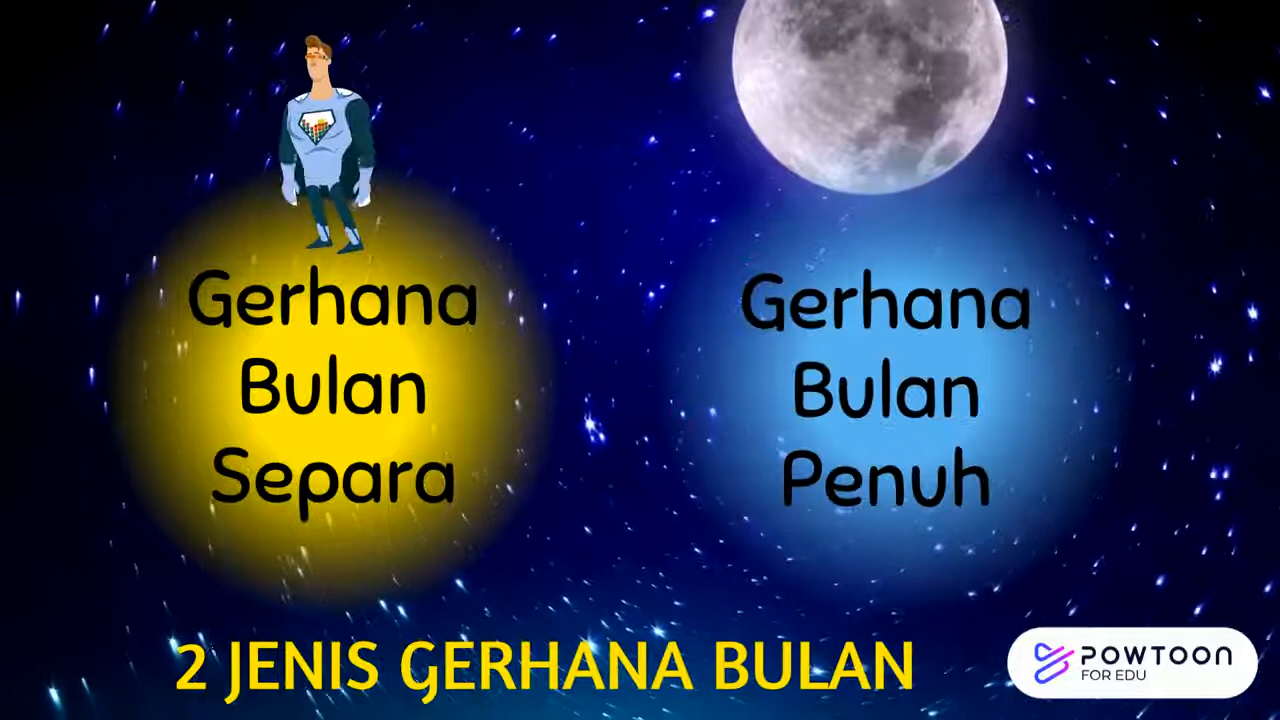 Gerhana
Bulan
Separa
Gerhana
Bulan
Penuh
2 JENIS GERHANA BULAN
POWTOON
FOR EDU